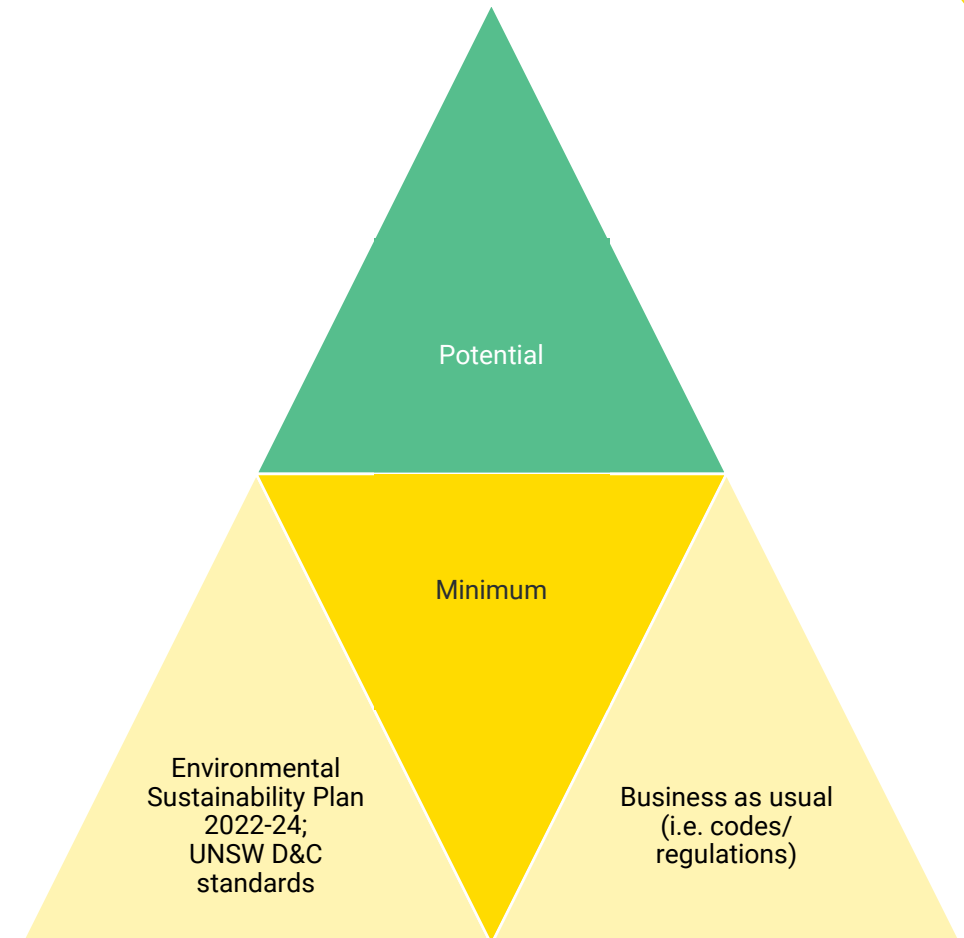 Potential
Minimum
Environmental
Sustainability Plan
2022-24;
UNSW D&C
standards
Business as usual
(i.e. codes/
regulations)